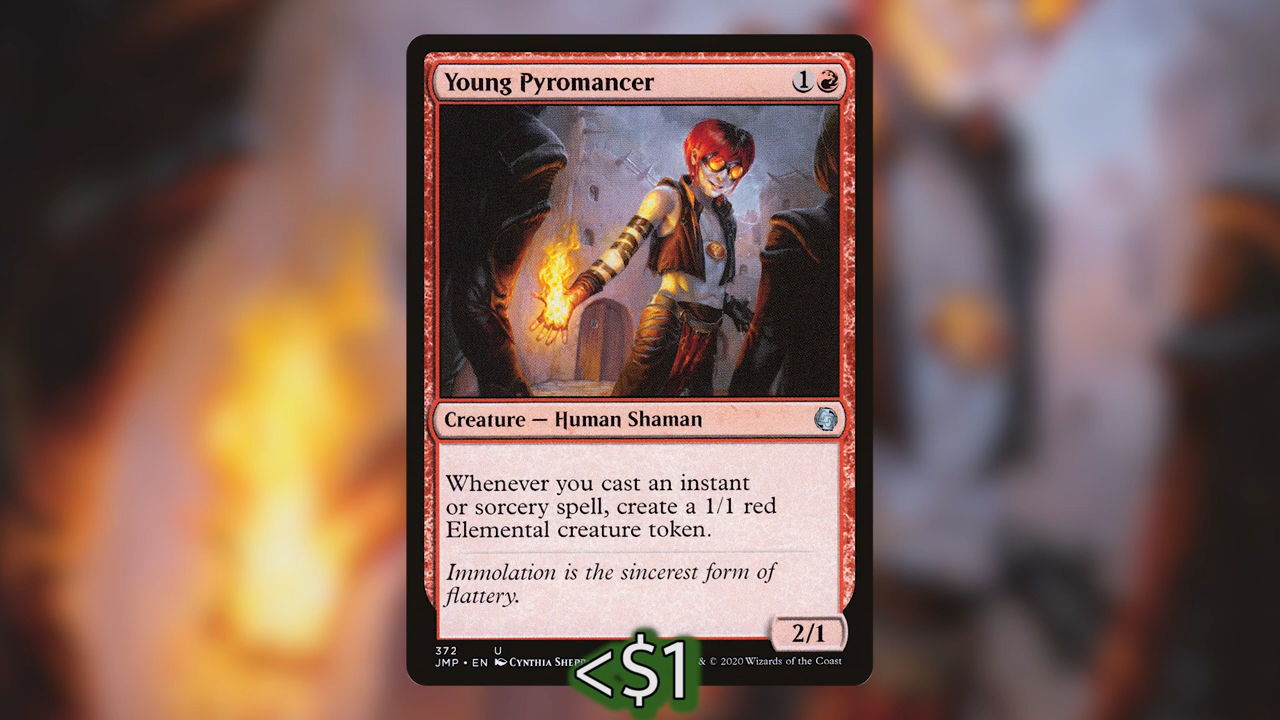 Young Pyromancer 1
Creature — Human Shaman
Whenever you cast an instant
or sorcery spell, create a 1/1 red
Elemental creature token.
Immolation is the sincerest form of
flattery.
2/1
372 U
JMP • EN CYNTHIA & © 2020 Wizards of the Coast
<$1